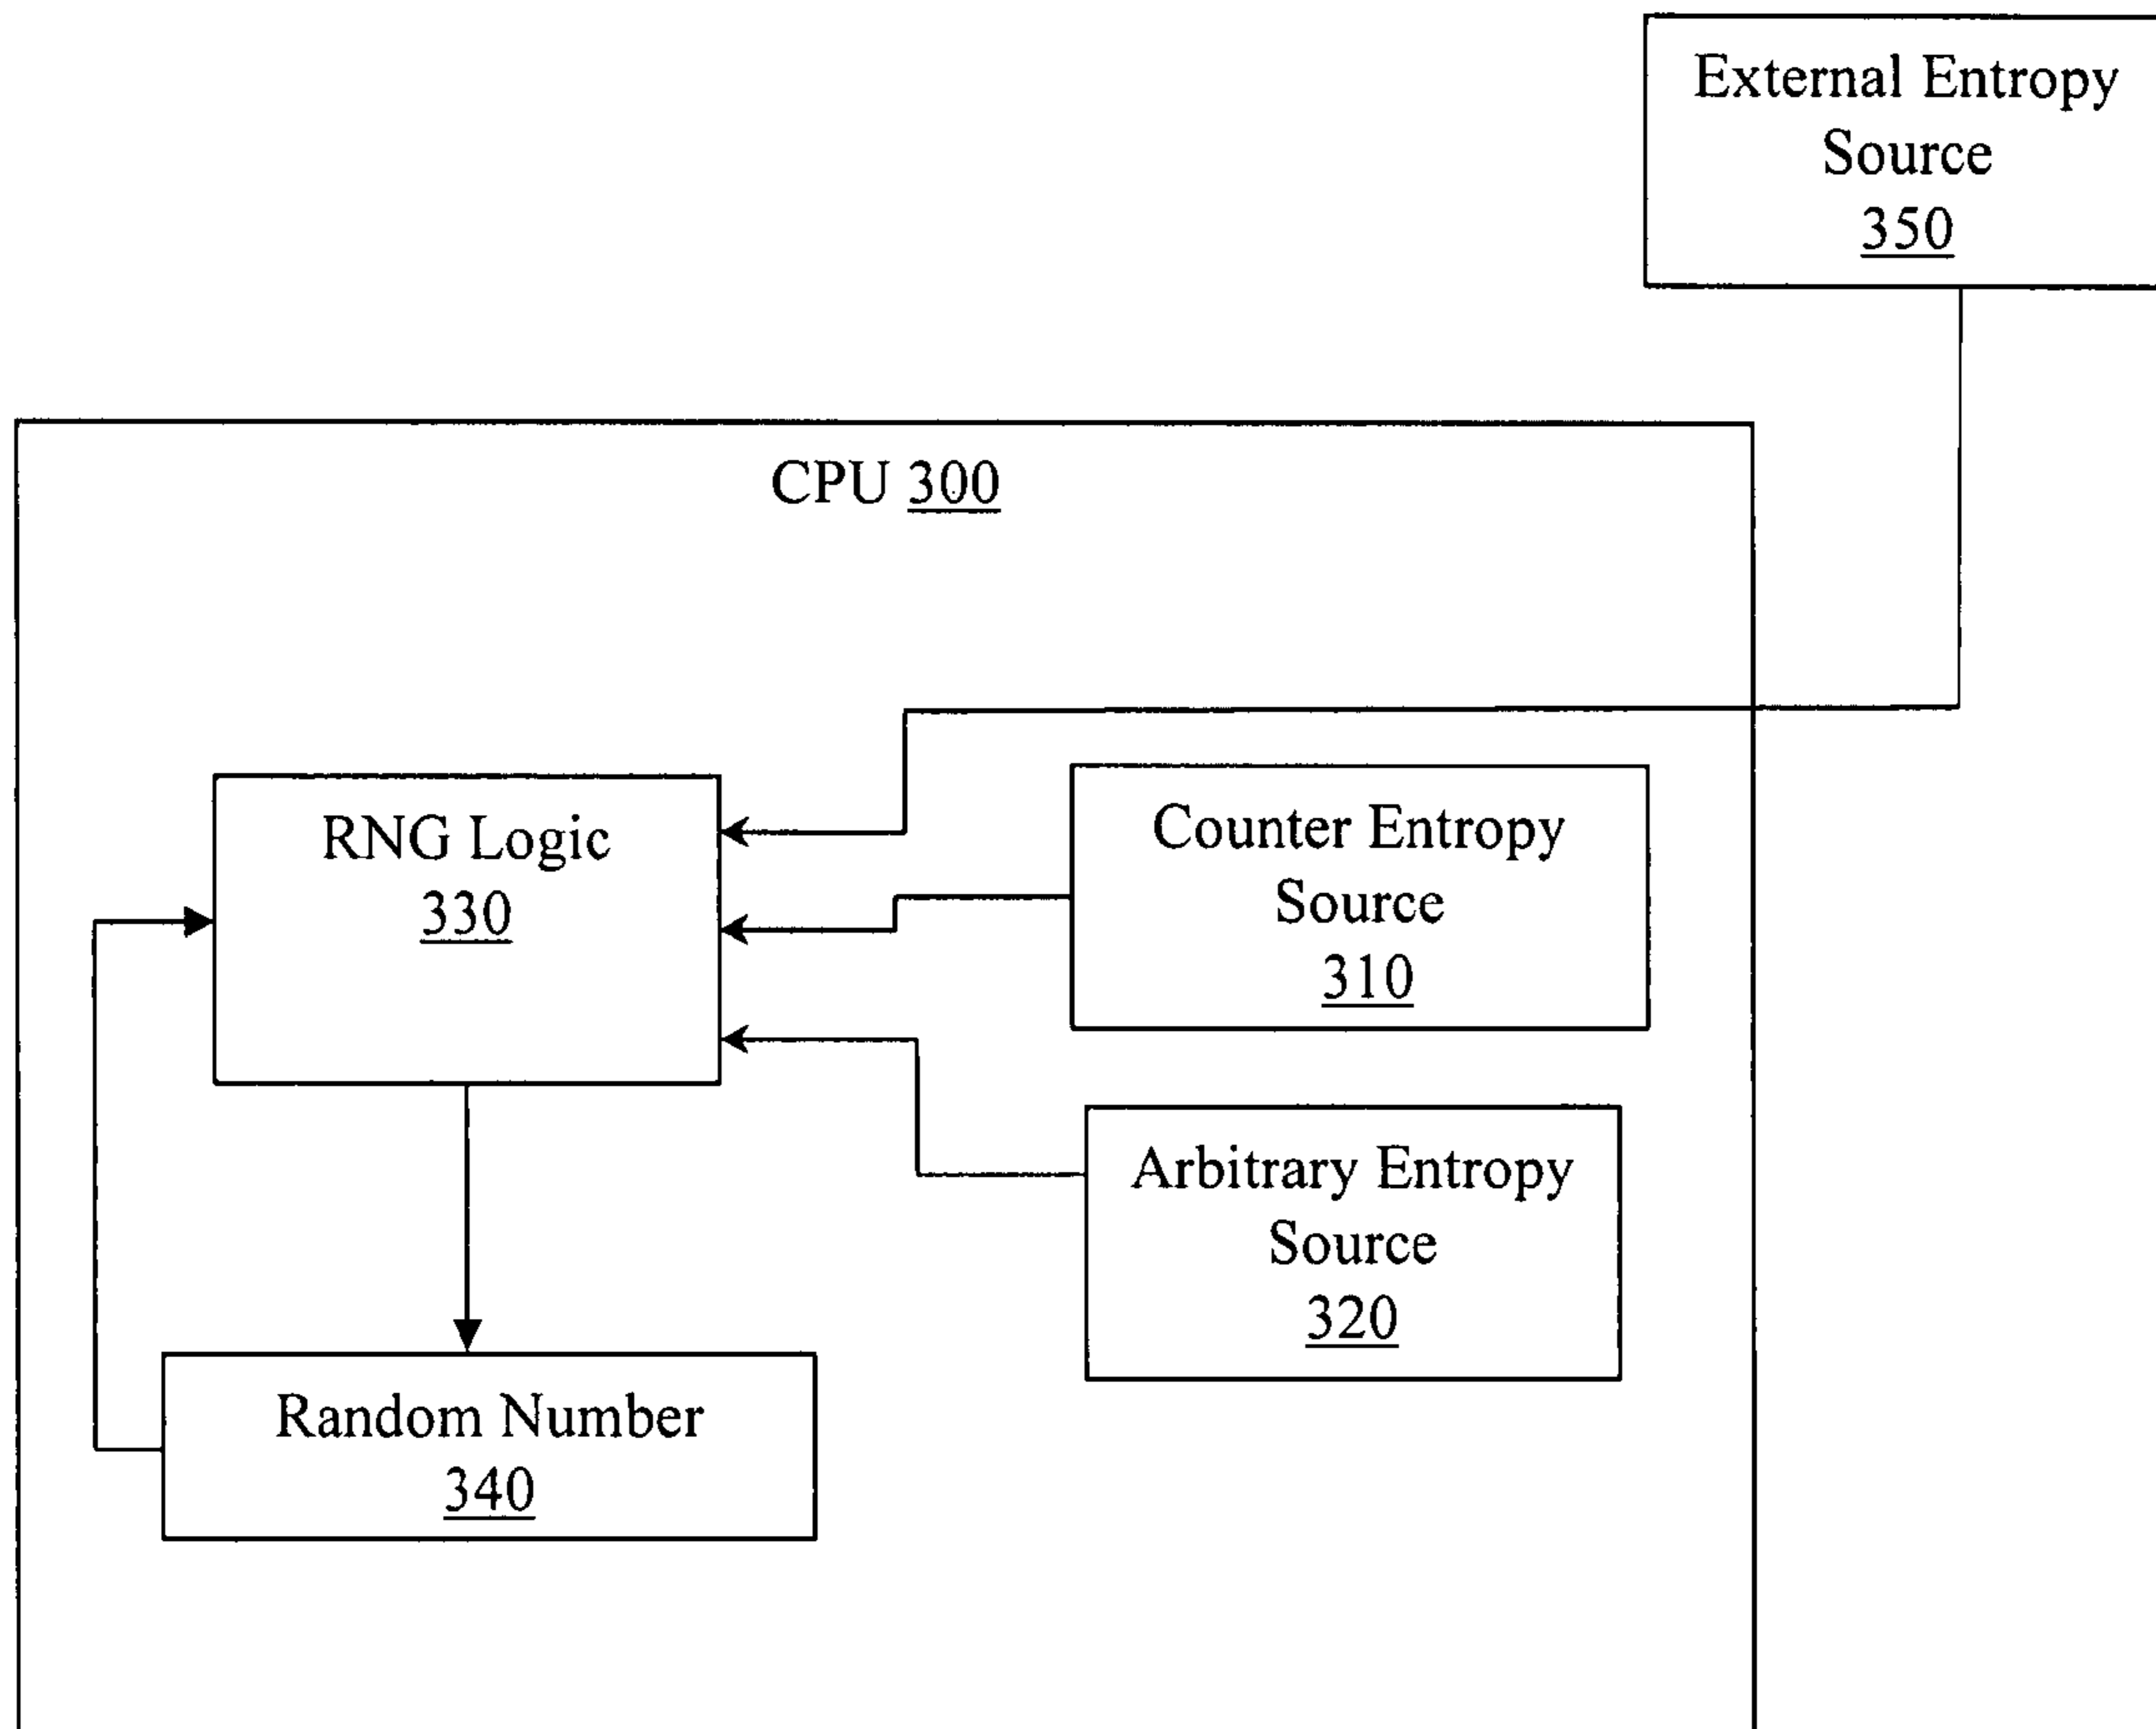 External Entropy
Source
350
CPU 300
RNG Logic
330
Counter Entropy
Source
310
Arbitrary Entropy
Source
320
Random Number
340